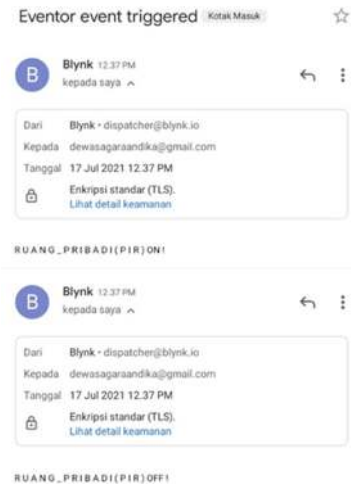 Eventor event triggered Kotak Masuk
B
Blynk 12.37 PM
kepada saya
Dari Blynk • dispatcher@blynk.io
Kepada dewasagaraandika@gmail.com
Tanggal 17 Jul 2021 12.37 PM
Enkripsi standar (TLS).
Lihat detail keamanan
RUANG_PRIBADI(PIR)ON!
B
Blynk 12.37 PM
kepada saya
Dari Blynk • dispatcher@blynk.io
Kepada dewasagaraandika@gmail.com
Tanggal 17 Jul 2021 12.37 PM
Enkripsi standar (TLS).
Lihat detail keamanan
RUANG_PRIBADI(PIR)OFF!